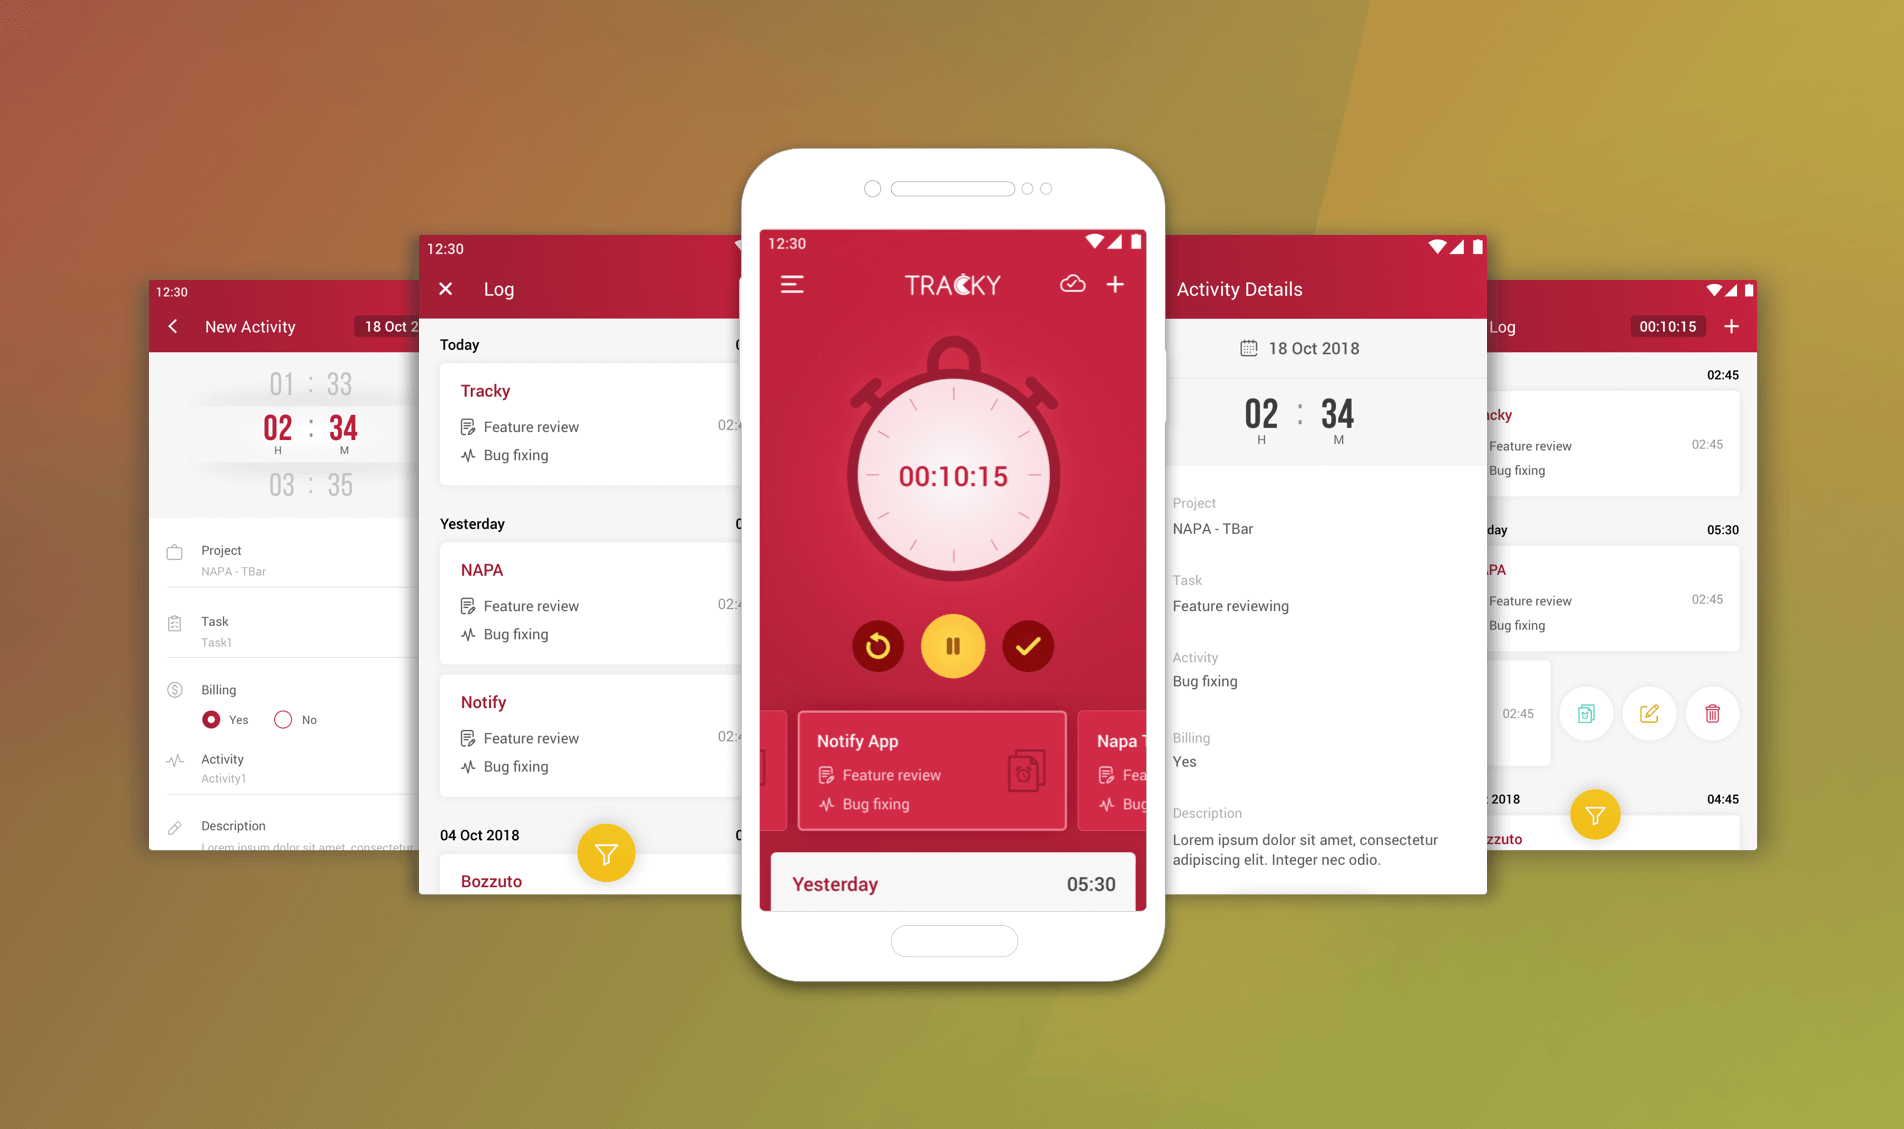 12:30
New Activity
18 Oct 2
01 : 33
02 : 34
H M
03 : 35
Project
NAPA - TBar
Task
Task1
Billing
Yes No
Activity
Activity1
Description
Lorem ipsum dolor sit amet, consectetur
12:30
Log
Today 0
Tracky
Feature review 02:4
Bug fixing
Yesterday 0
NAPA
Feature review 02:4
Bug fixing
Notify
Feature review 02:4
Bug fixing
04 Oct 2018 0
Bozzuto
12:30
TRACKY
00:10:15
Notify App
Feature review
Bug fixing
Napa T
Fea
Bug
Yesterday 05:30
Activity Details
18 Oct 2018
02 : 34
H M
Project
NAPA - TBar
Task
Feature reviewing
Activity
Bug fixing
Billing
Yes
Description
Lorem ipsum dolor sit amet, consectetur
adipiscing elit. Integer nec odio.
Log 00:10:15
02:45
acky
Feature review 02:45
Bug fixing
day 05:30
PA
Feature review 02:45
Bug fixing
02:45
2018 04:45
zzuto